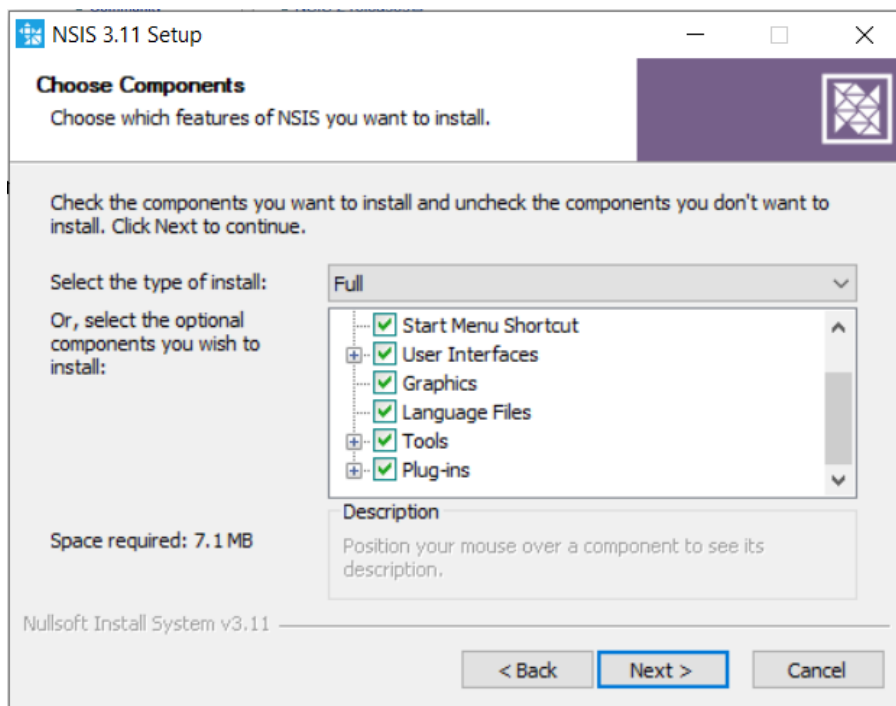 NSIS 3.11 Setup
Choose Components
Choose which features of NSIS you want to install.
Check the components you want to install and uncheck the components you don't want to
install. Click Next to continue.
Select the type of install:
Full
Or, select the optional
components you wish to
install:
Start Menu Shortcut
User Interfaces
Graphics
Language Files
Tools
Plug-ins
Space required: 7.1 MB
Description
Position your mouse over a component to see its
description.
Nullsoft Install System v3.11
< Back
Next >
Cancel